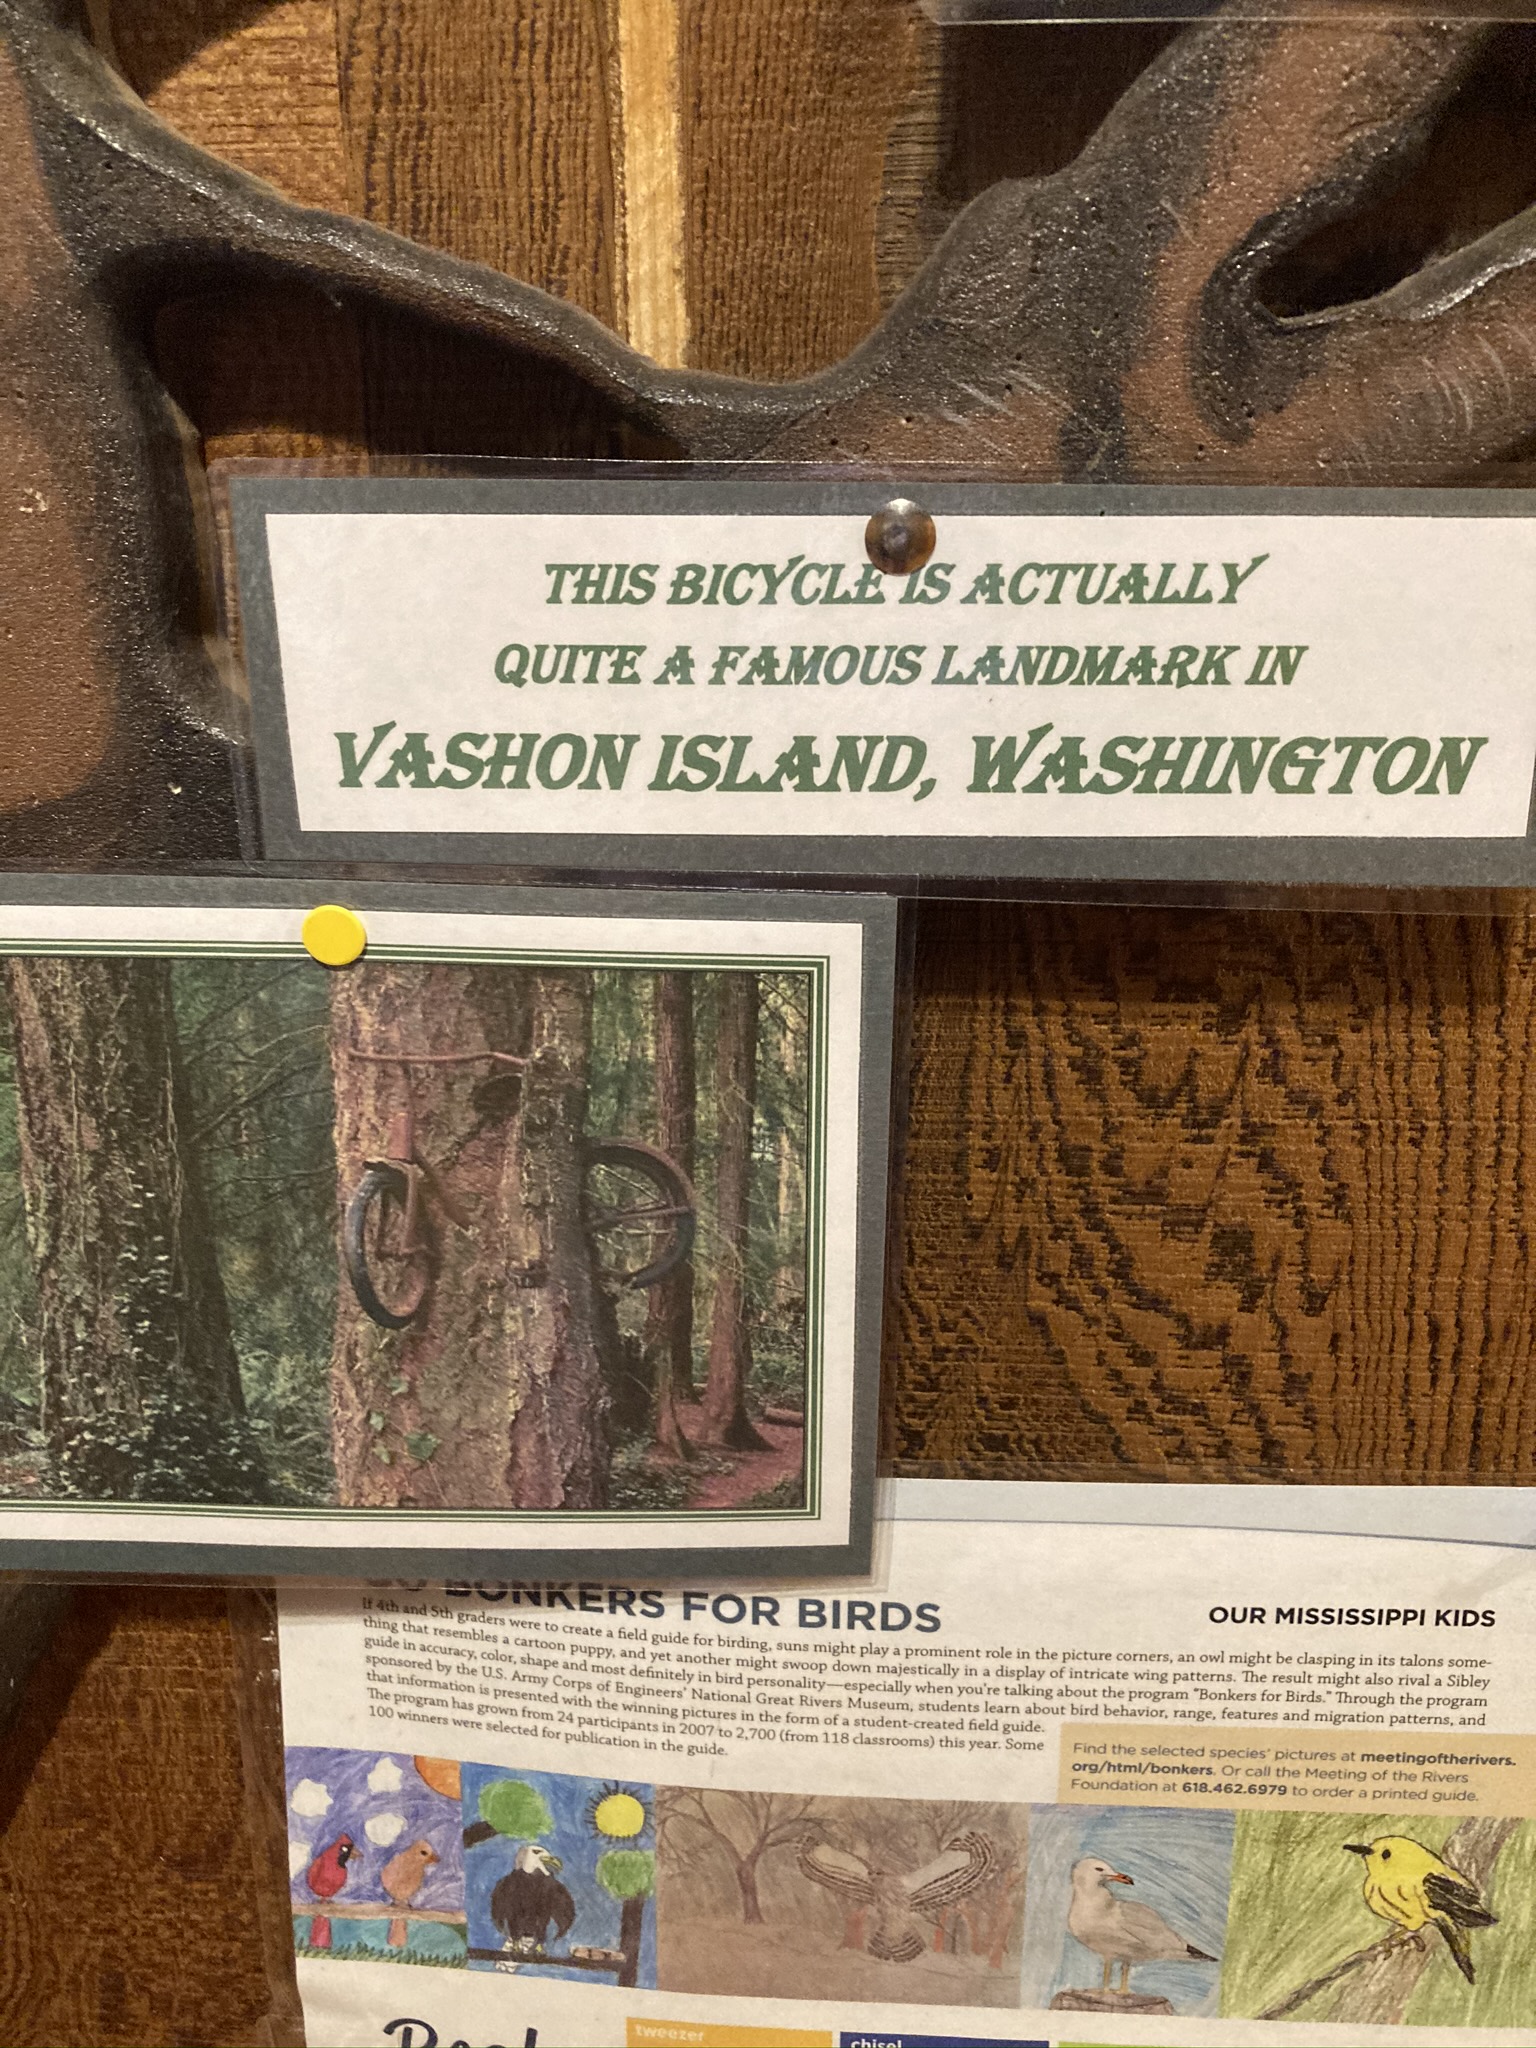 THIS BICYCLE IS ACTUALLY
QUITE A FAMOUS LANDMARK IN
VASHON ISLAND, WASHINGTON
BONKERS FOR BIRDS
OUR MISSISSIPPI KIDS
If 4th and 5th graders were to create a field guide for birding, suns might play a prominent role in the picture corners, an owl might be clasping in its talons some-
thing that resembles a cartoon puppy, and yet another might swoop down majestically in a display of intricate wing patterns. The result might also rival a Sibley
guide in accuracy, color, shape and most definitely in bird personality—especially when you're talking about the program "Bonkers for Birds." Through the program
sponsored by the U.S. Army Corps of Engineers' National Great Rivers Museum, students learn about bird behavior, range, features and migration patterns, and
that information is presented with the winning pictures in the form of a student-created field guide.
The program has grown from 24 participants in 2007 to 2,700 (from 118 classrooms) this year. Some
100 winners were selected for publication in the guide.
Find the selected species' pictures at meetingoftherivers.
org/html/bonkers. Or call the Meeting of the Rivers
Foundation at 618.462.6979 to order a printed guide.
tweezer
chisel